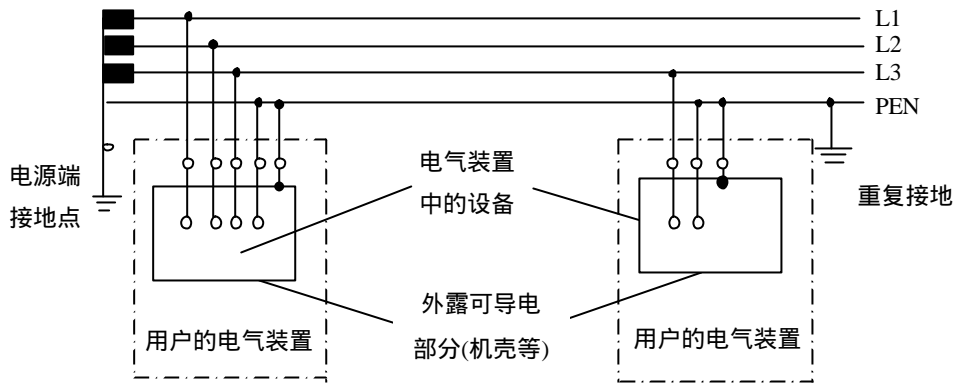 L1
L2
L3
PEN
电源端
接地点
电气装置
中的设备
重复接地
外露可导电
部分(机壳等)
用户的电气装置
用户的电气装置